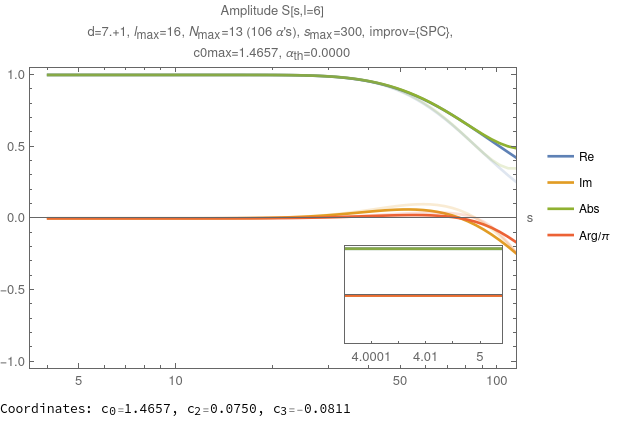 Amplitude S[s,l=6]
d=7.+1, lmax=16, Nmax=13 (106 α's), smax=300, improv={SPC},
c0max=1.4657, αth=0.0000
1.0
0.5
0.0
−0.5
−1.0
5
10
50
100
s
4.0001
4.01
5
Re
Im
Abs
Arg/π
Coordinates: c0=1.4657, c2=0.0750, c3=−0.0811